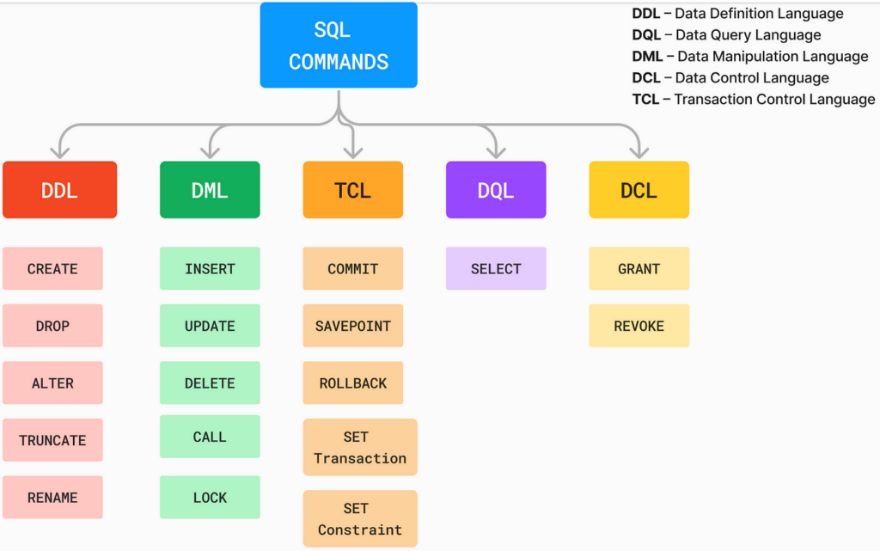 SQL
COMMANDS
DDL – Data Definition Language
DQL – Data Query Language
DML – Data Manipulation Language
DCL – Data Control Language
TCL – Transaction Control Language
DDL
DML
TCL
DQL
DCL
CREATE
INSERT
COMMIT
SELECT
GRANT
DROP
UPDATE
SAVEPOINT
REVOKE
ALTER
DELETE
ROLLBACK
TRUNCATE
CALL
SET
Transaction
RENAME
LOCK
SET
Constraint